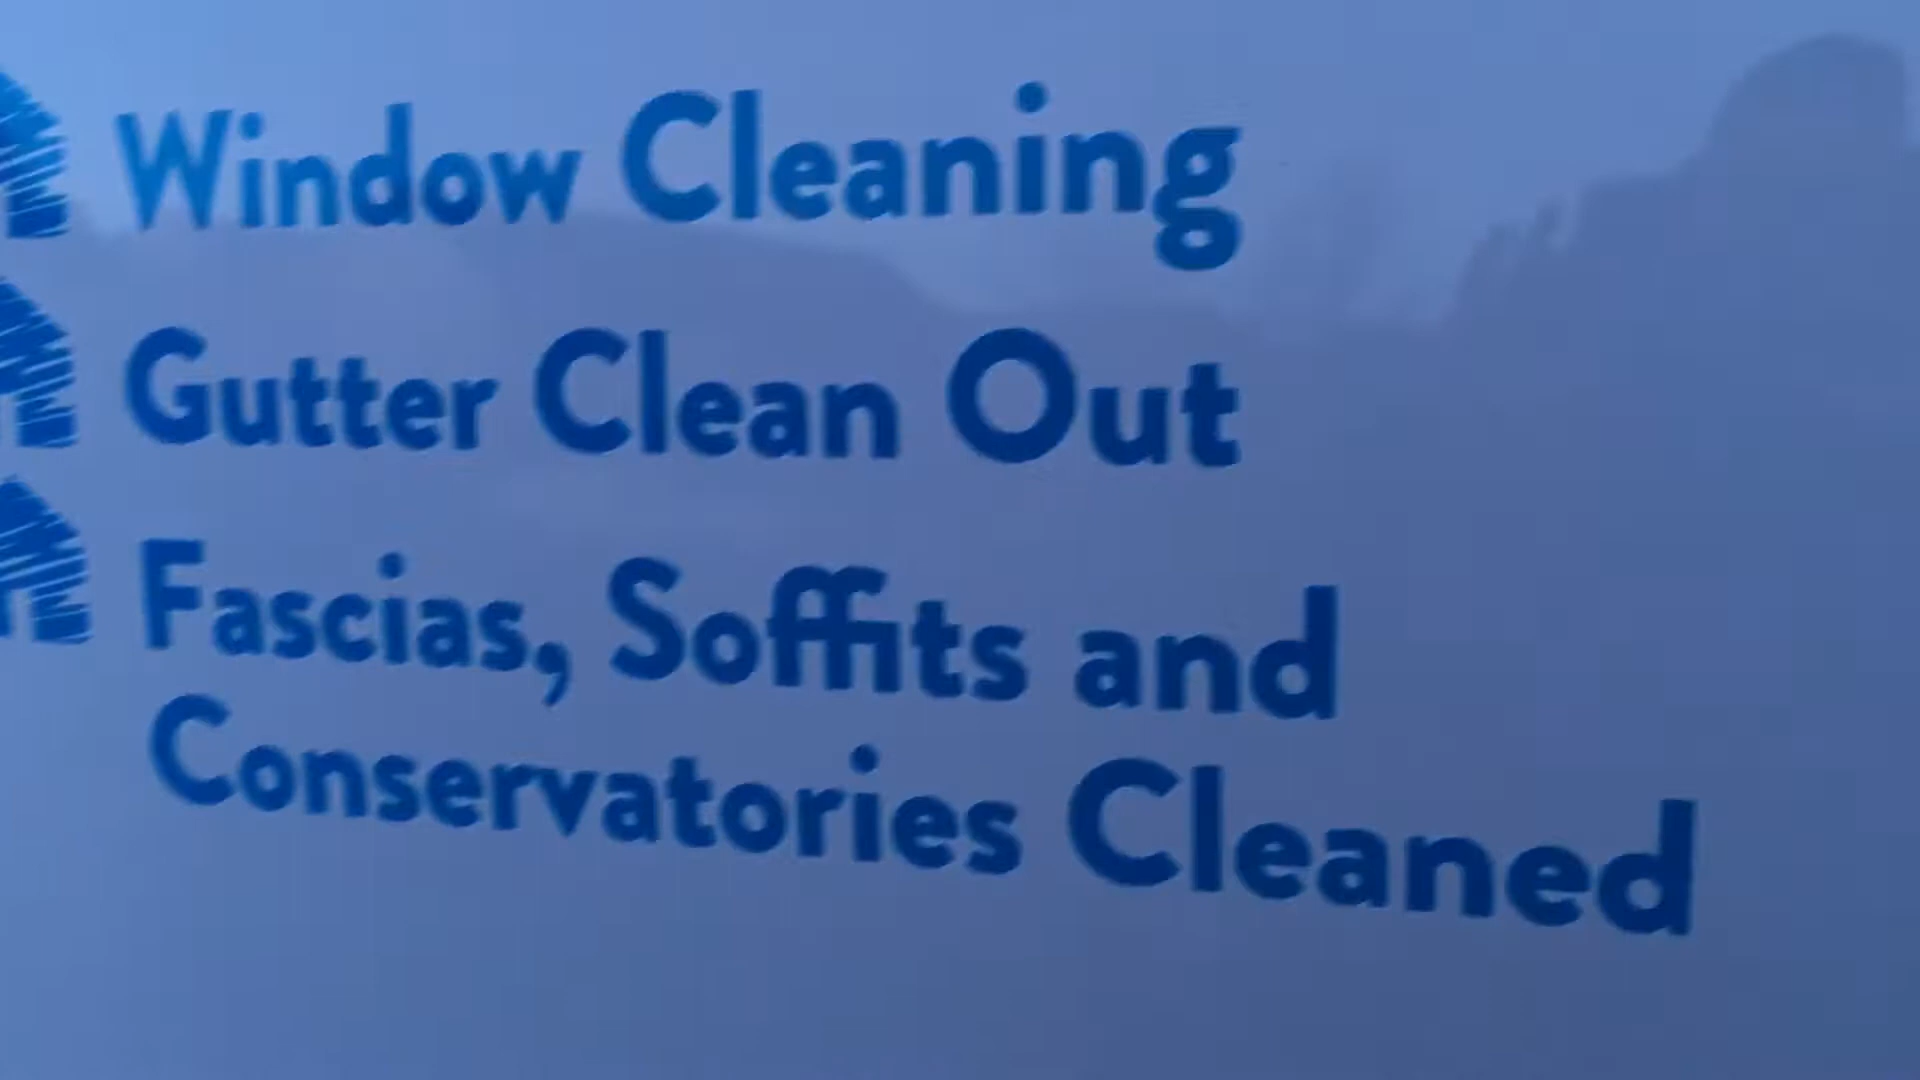 Window Cleaning
Gutter Clean Out
Fascias, Soffits and
Conservatories Cleaned